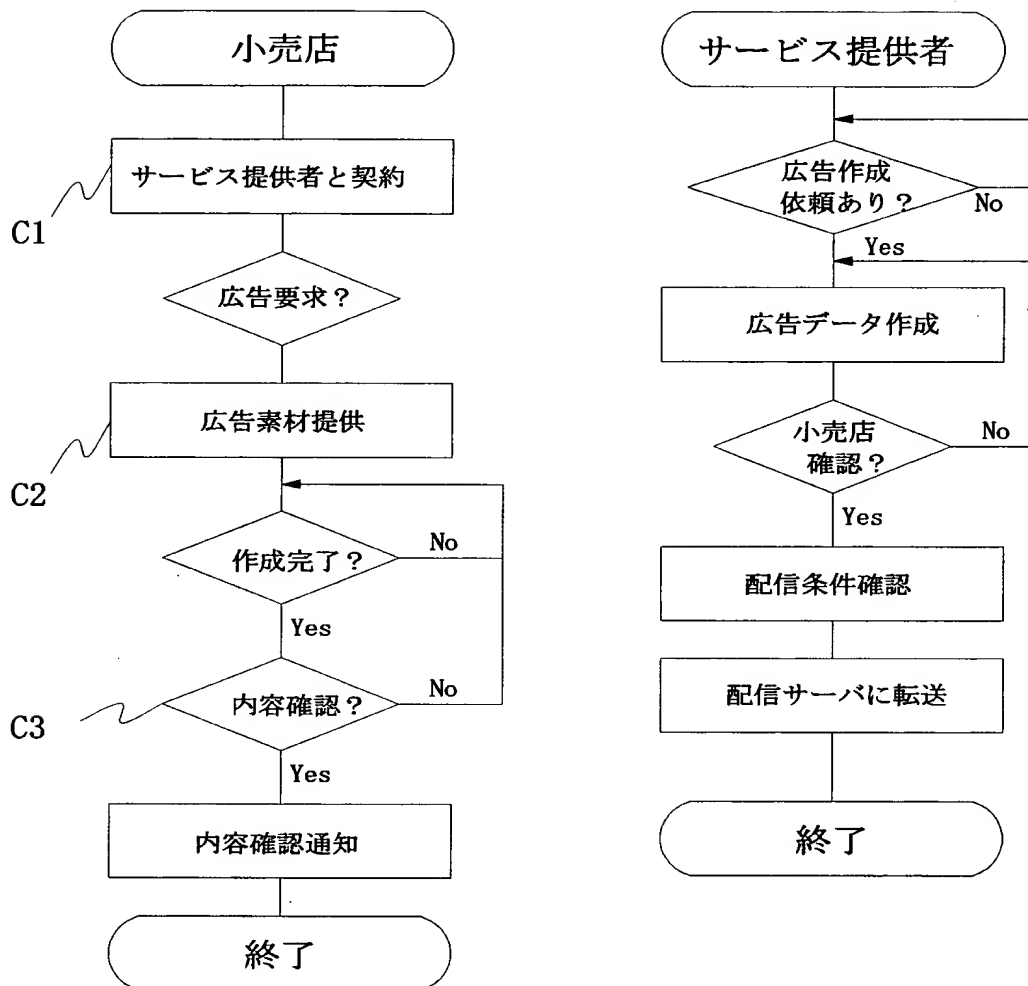 小売店
サービス提供者と契約
C1
広告要求?
広告素材提供
C2
作成完了?
No
Yes
内容確認?
No
C3
Yes
内容確認通知
終了
サービス提供者
広告作成
依頼あり?
No
Yes
広告データ作成
小売店
確認?
No
Yes
配信条件確認
配信サーバに転送
終了